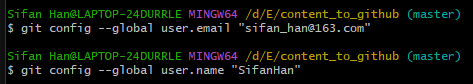 Sifan Han@LAPTOP-24DURRLE MINGW64 /d/E/content_to_github (master)
$ git config --global user.email "sifan_han@163.com"
Sifan Han@LAPTOP-24DURRLE MINGW64 /d/E/content_to_github (master)
$ git config --global user.name "SifanHan"